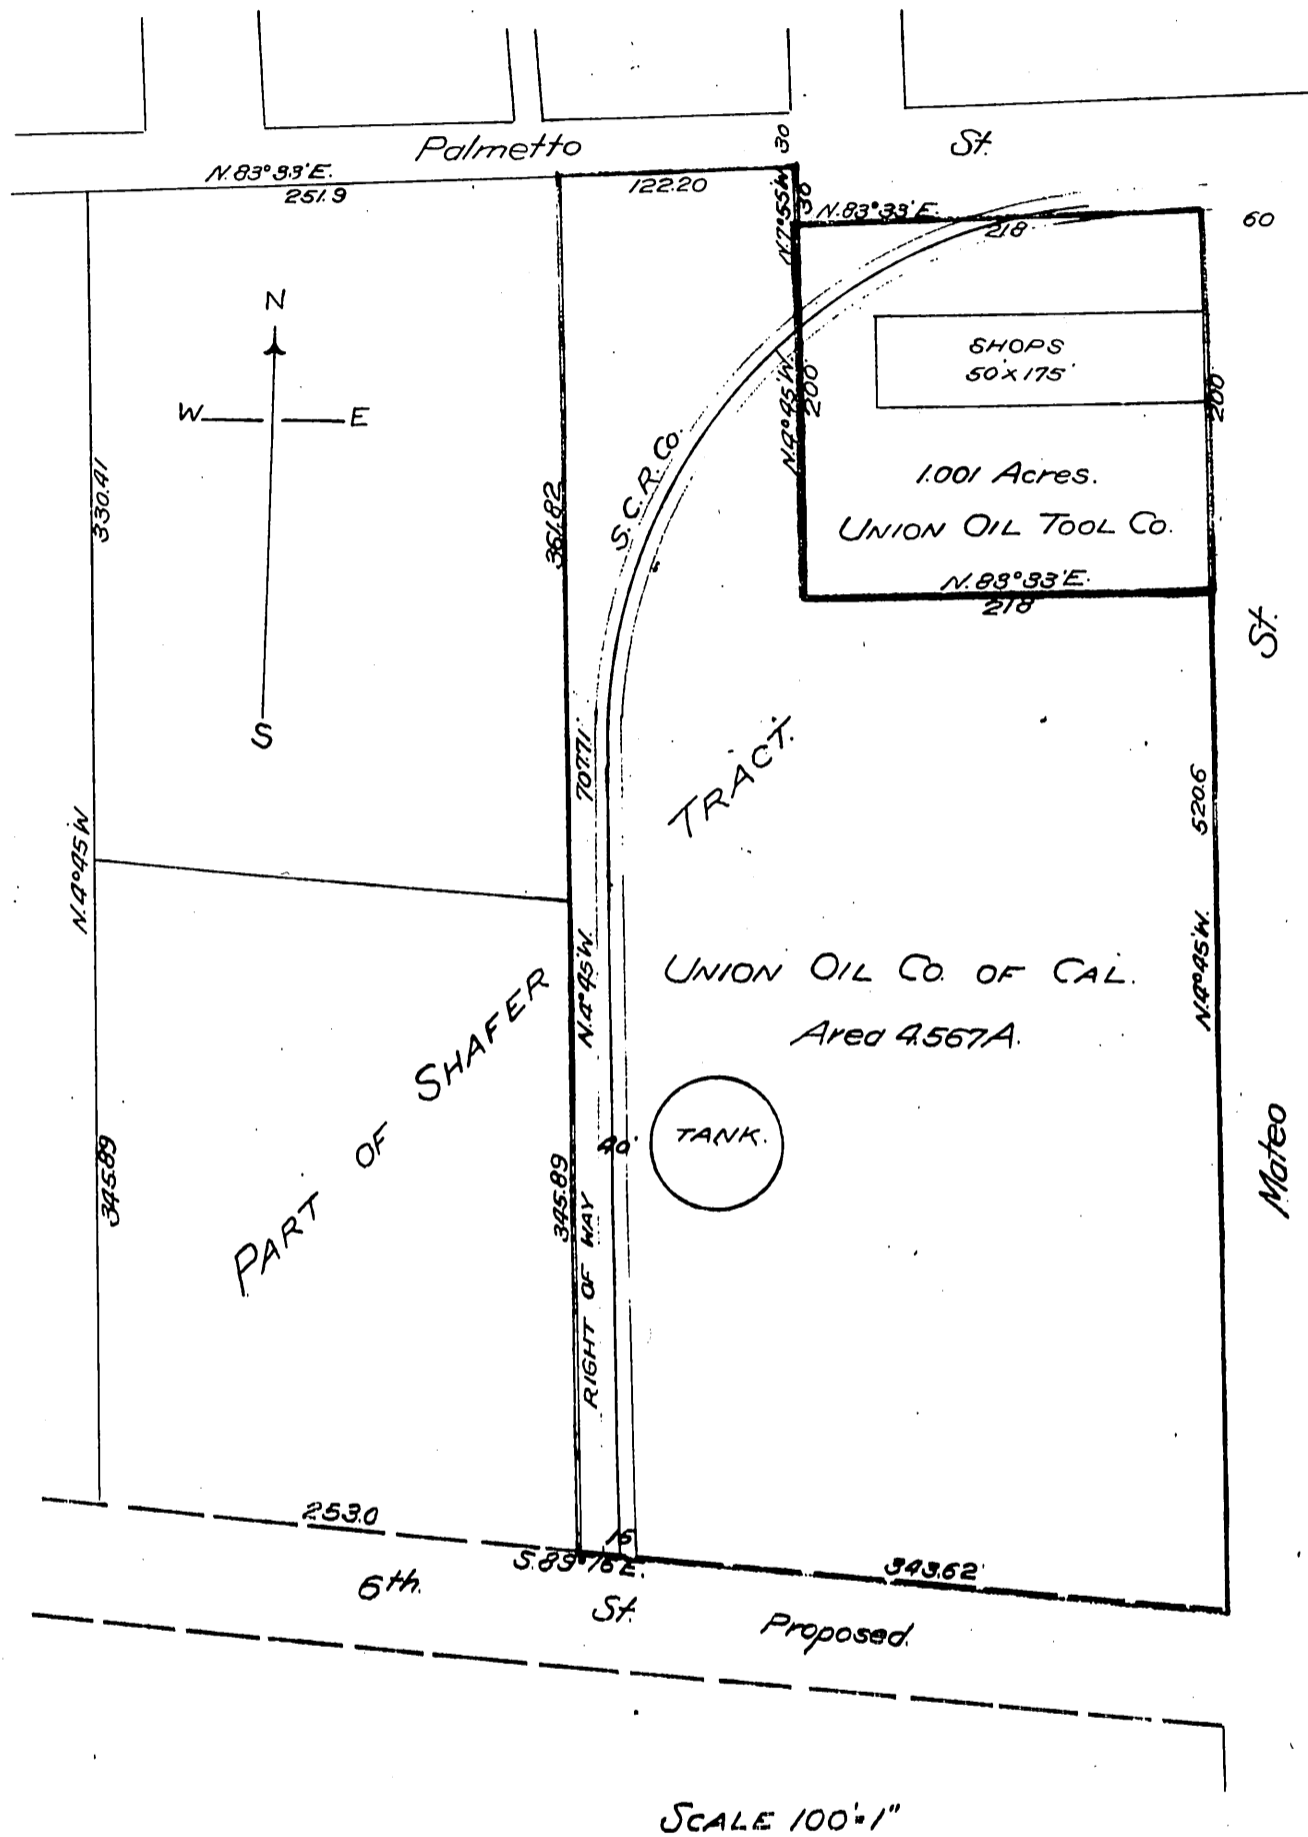 Palmetto St.
30
N.83°33'E.
251.9
122.20
N.7°55'W
30
N.83°33'E.
218
60
N
W E
S
SHOPS
50'x175'
N.4°45'W.
200
200
1.001 Acres.
UNION OIL TOOL CO.
N.83°33'E.
218
S.C.R. Co.
330.41
361.82
St.
707.71'
TRACT.
520.6
N.4°45'W
N.4°45'W.
N.4°45'W.
UNION OIL CO. OF CAL.
Area 4.567A.
PART OF SHAFER
40'
TANK.
Mateo
345.89
345.89
RIGHT OF WAY
253.0
15
S.83°16'E.
343.62'
6th. St. Proposed.
SCALE 100'=1"